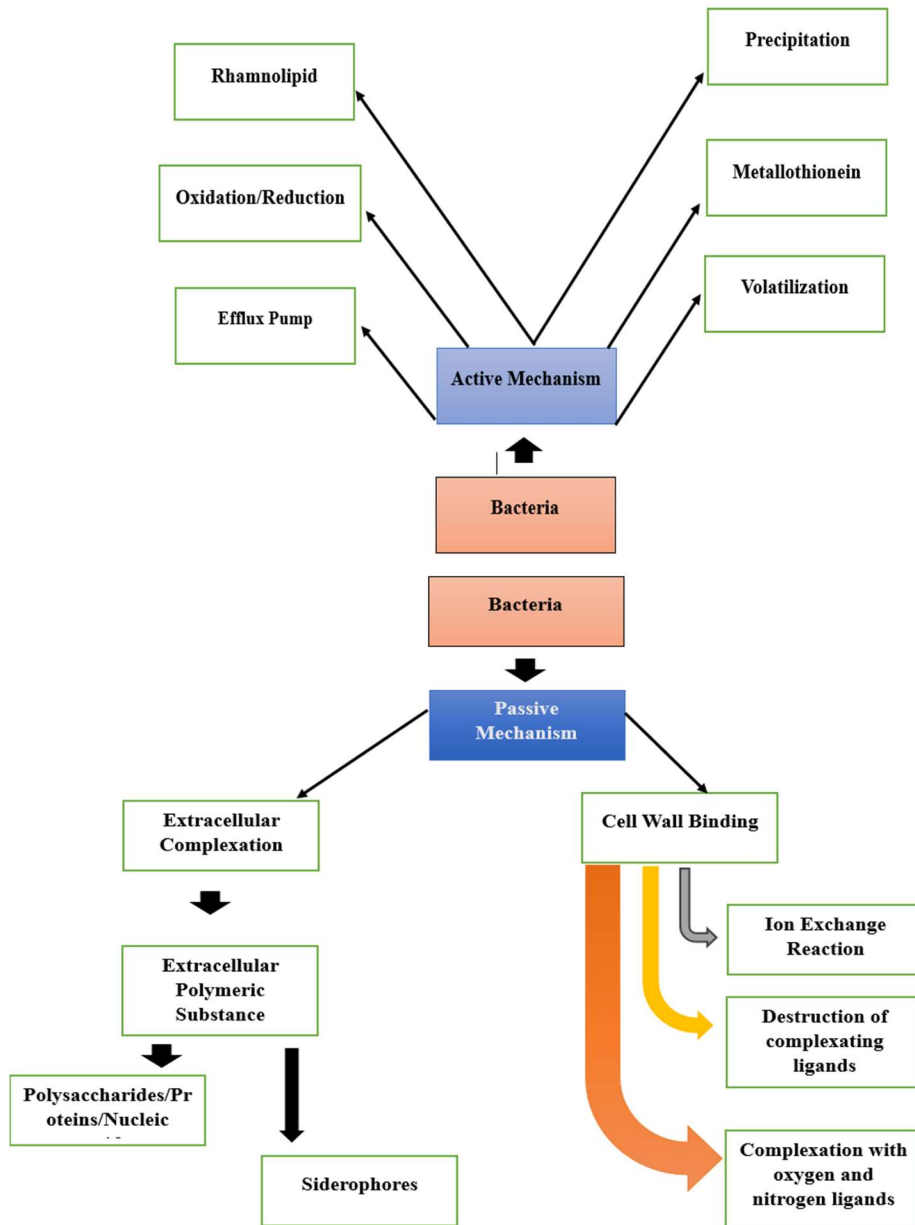 Precipitation
Rhamnolipid
Metallothionein
Oxidation/Reduction
Volatilization
Efflux Pump
Active Mechanism
Bacteria
Bacteria
Passive
Mechanism
Extracellular
Complexation
Cell Wall Binding
Ion Exchange
Reaction
Extracellular
Polymeric
Substance
Destruction of
complexating
ligands
Polysaccharides/Pr
oteins/Nucleic
Siderophores
Complexation with
oxygen and
nitrogen ligands